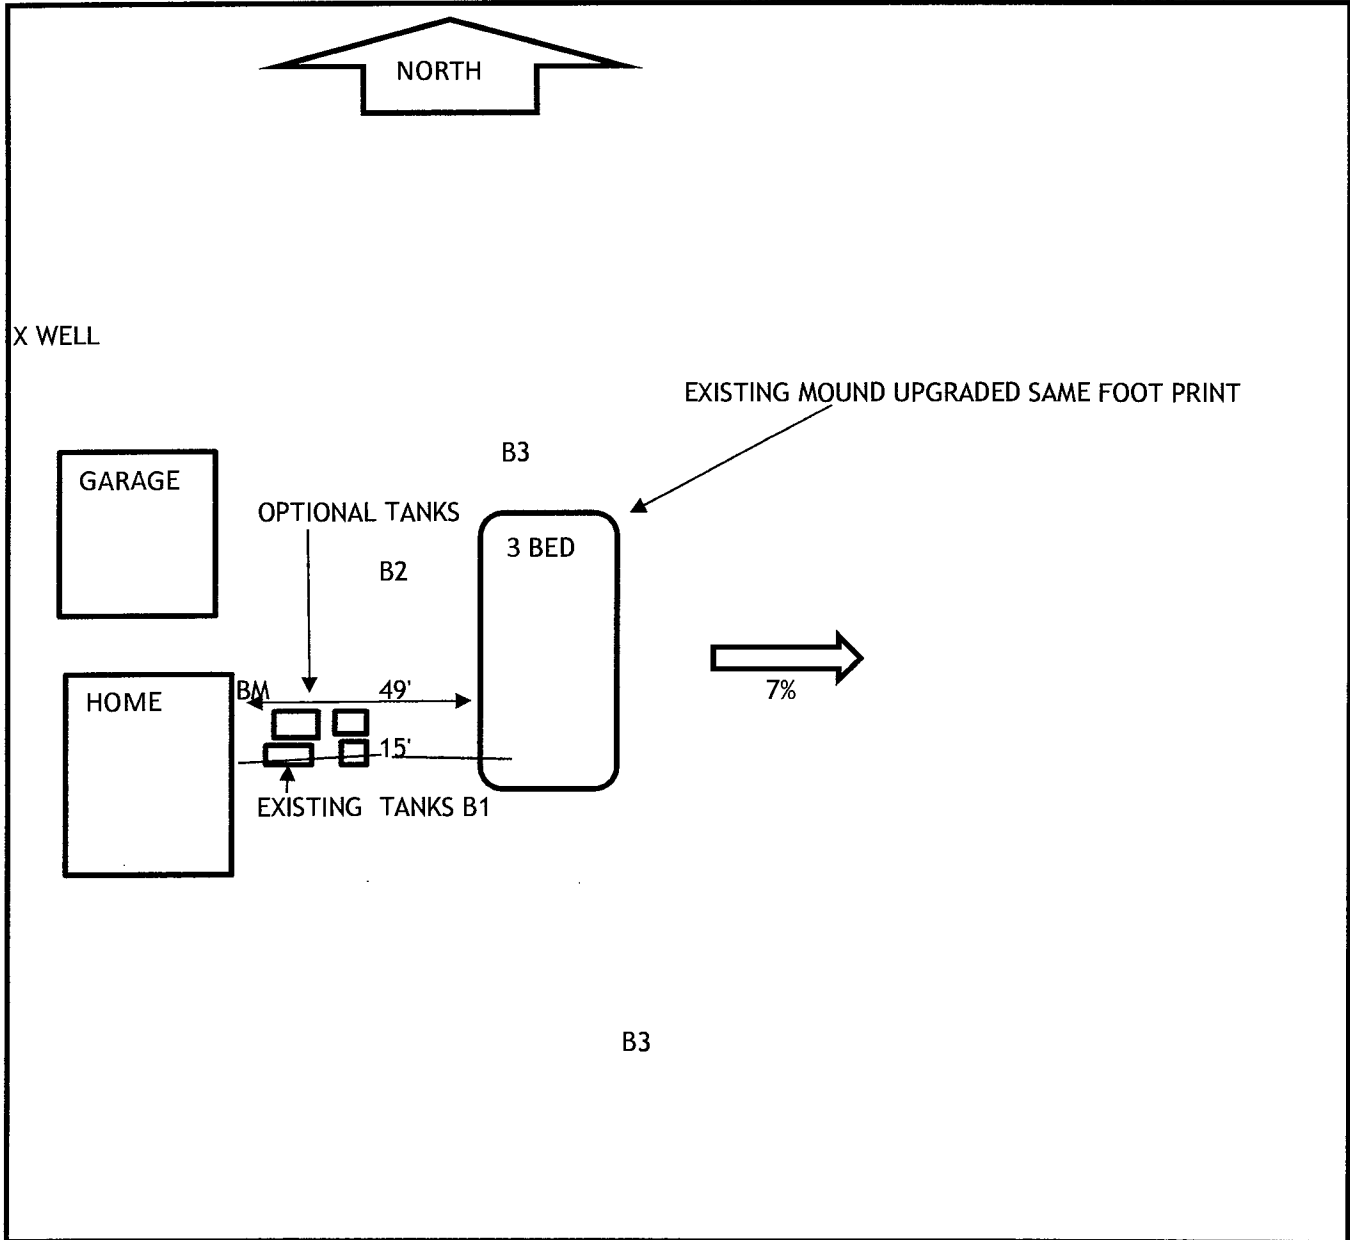 NORTH
X WELL
EXISTING MOUND UPGRADED SAME FOOT PRINT
B3
GARAGE
OPTIONAL TANKS
3 BED
B2
HOME
BM
49'
7%
15'
EXISTING TANKS B1
B3